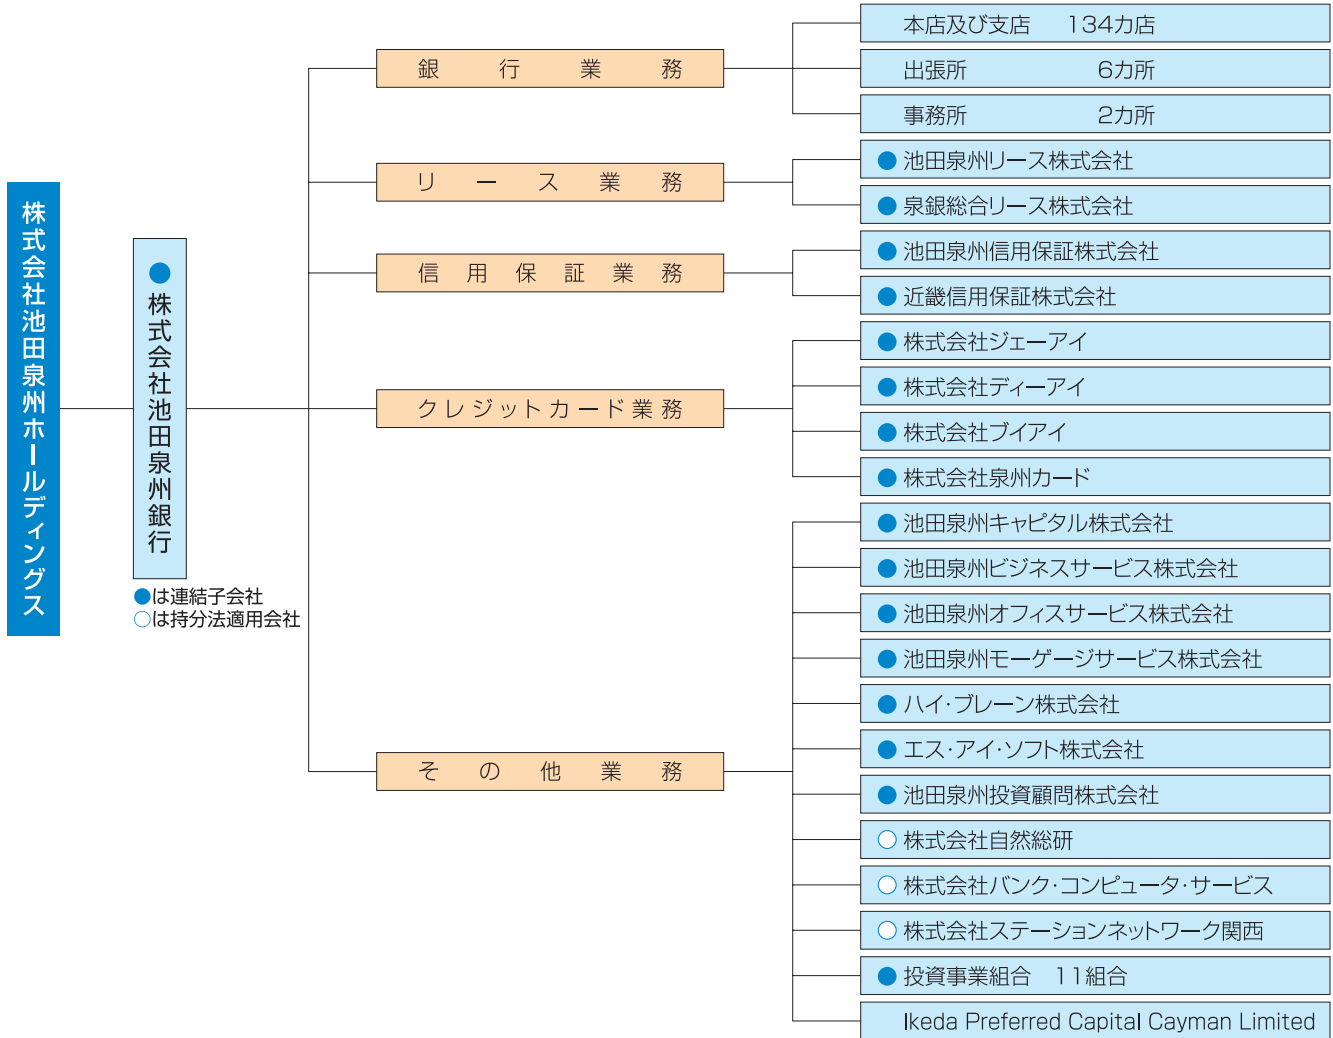 株式会社池田泉州ホールディングス
●株式会社池田泉州銀行
●は連結子会社
○は持分法適用会社
銀行業務
本店及び支店 134カ店
出張所 6カ所
事務所 2カ所
リース業務
●池田泉州リース株式会社
●泉銀総合リース株式会社
信用保証業務
●池田泉州信用保証株式会社
●近畿信用保証株式会社
クレジットカード業務
●株式会社ジェーアイ
●株式会社ディーアイ
●株式会社ブイアイ
●株式会社泉州カード
その他業務
●池田泉州キャピタル株式会社
●池田泉州ビジネスサービス株式会社
●池田泉州オフィスサービス株式会社
●池田泉州モーゲージサービス株式会社
●ハイ・ブレーン株式会社
●エス・アイ・ソフト株式会社
●池田泉州投資顧問株式会社
○株式会社自然総研
○株式会社バンク・コンピュータ・サービス
○株式会社ステーションネットワーク関西
●投資事業組合 11組合
Ikeda Preferred Capital Cayman Limited